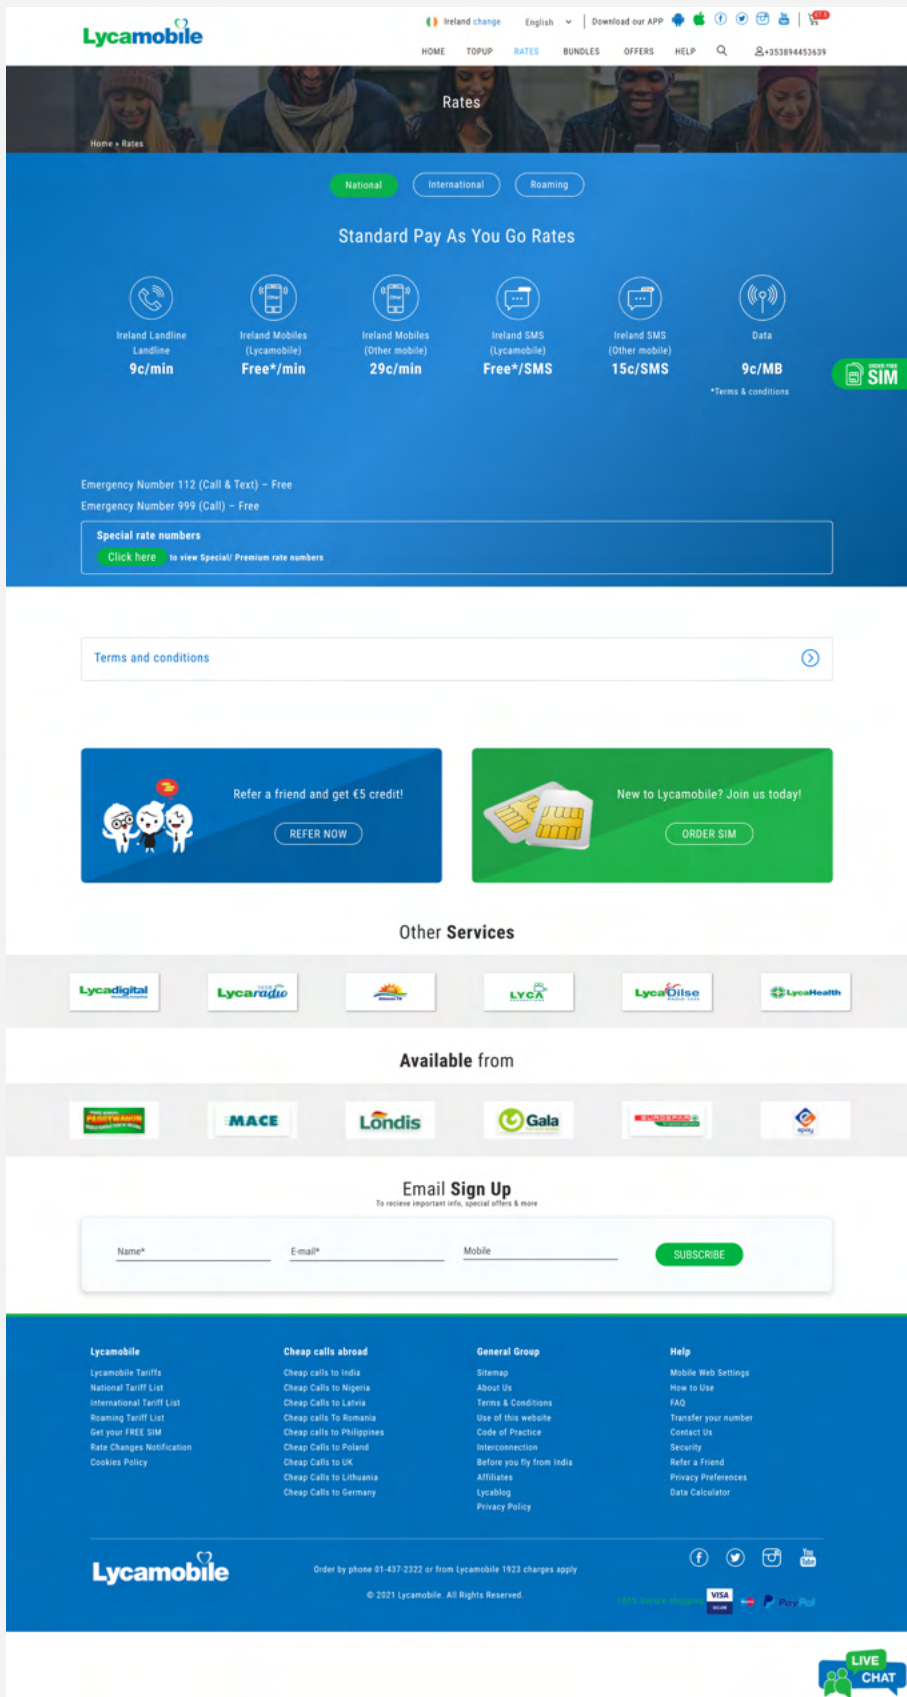 Lycamobile
Ireland change English Download our APP
HOME TOPUP RATES BUNDLES OFFERS HELP +353894453639
Rates
Home » Rates
National International Roaming
Standard Pay As You Go Rates
Ireland Landline
Landline
9c/min
Ireland Mobiles
(Lycamobile)
Free*/min
Ireland Mobiles
(Other mobile)
29c/min
Ireland SMS
(Lycamobile)
Free*/SMS
Ireland SMS
(Other mobile)
15c/SMS
Data
9c/MB
*Terms & conditions
ORDER FREE
SIM
Emergency Number 112 (Call & Text) – Free
Emergency Number 999 (Call) – Free
Special rate numbers
Click here to view Special/ Premium rate numbers
Terms and conditions
Refer a friend and get €5 credit!
REFER NOW
New to Lycamobile? Join us today!
ORDER SIM
Other Services
Lycadigital
Lycaradio
LYCA
LycaDilse
LycaHealth
Available from
MACE
Londis
Gala
EUROSPAR
Email Sign Up
To recieve important info, special offers & more
Name* E-mail* Mobile SUBSCRIBE
Lycamobile
Lycamobile Tariffs
National Tariff List
International Tariff List
Roaming Tariff List
Get your FREE SIM
Rate Changes Notification
Cookies Policy
Cheap calls abroad
Cheap calls to India
Cheap Calls to Nigeria
Cheap Calls to Latvia
Cheap calls To Romania
Cheap calls to Philippines
Cheap Calls to Poland
Cheap Calls to UK
Cheap Calls to Lithuania
Cheap Calls to Germany
General Group
Sitemap
About Us
Terms & Conditions
Use of this website
Code of Practice
Interconnection
Before you fly from India
Affiliates
Lycablog
Privacy Policy
Help
Mobile Web Settings
How to Use
FAQ
Transfer your number
Contact Us
Security
Refer a Friend
Privacy Preferences
Data Calculator
Lycamobile
Order by phone 01-437-2322 or from Lycamobile 1923 charges apply
© 2021 Lycamobile. All Rights Reserved.
You
Tube
100% Secure shopping VISA PayPal
LIVE
CHAT